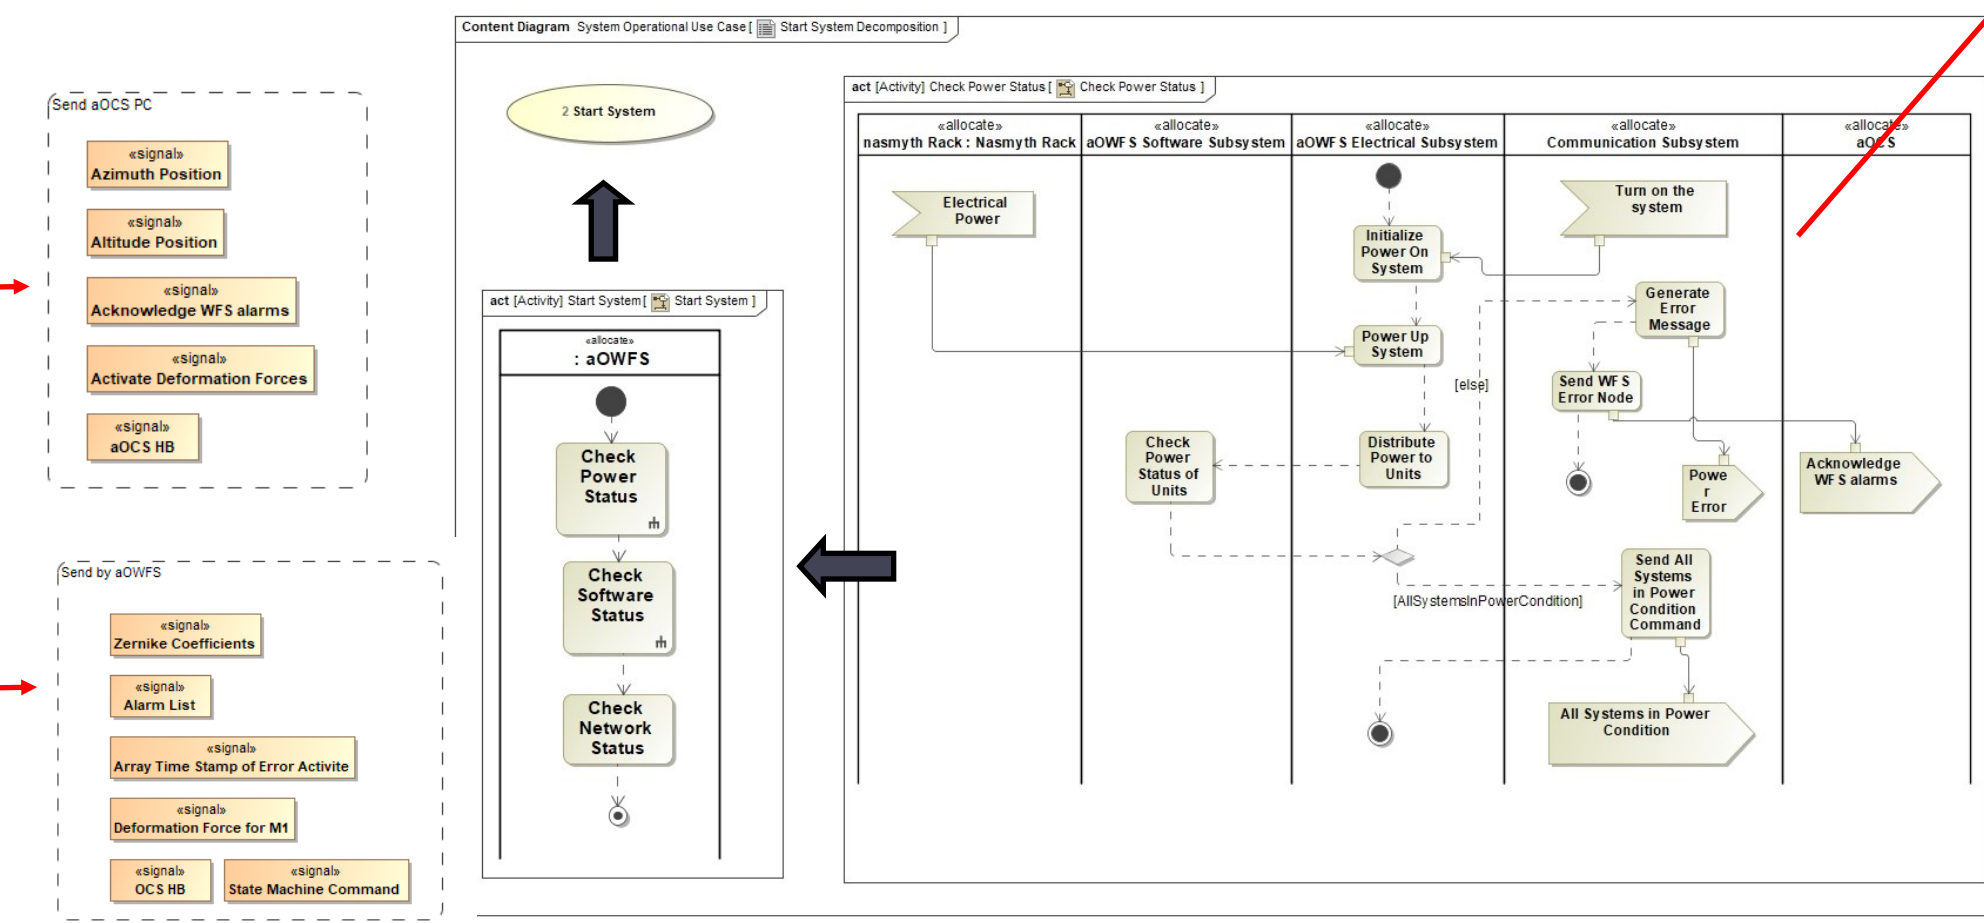 Content Diagram System Operational Use Case [ Start System Decomposition ]
Send aOCS PC
«signal»
Azimuth Position
«signal»
Altitude Position
«signal»
Acknowledge WFS alarms
«signal»
Activate Deformation Forces
«signal»
aOCS HB
Send by aOWFS
«signal»
Zernike Coefficients
«signal»
Alarm List
«signal»
Array Time Stamp of Error Activite
«signal»
Deformation Force for M1
«signal»
OCS HB
«signal»
State Machine Command
2 Start System
act [Activity] Start System [ Start System ]
«allocate»
: aOWFS
Check
Power
Status
Check
Software
Status
Check
Network
Status
act [Activity] Check Power Status [ Check Power Status ]
«allocate»
nasmyth Rack : Nasmyth Rack
«allocate»
aOWFS Software Subsystem
«allocate»
aOWFS Electrical Subsystem
«allocate»
Communication Subsystem
«allocate»
aOCS
Electrical
Power
Turn on the
system
Initialize
Power On
System
Generate
Error
Message
Power Up
System
[else]
Send WFS
Error Node
Check
Power
Status of
Units
Distribute
Power to
Units
Powe
r
Error
Acknowledge
WFS alarms
[AllSystemsInPowerCondition]
Send All
Systems
in Power
Condition
Command
All Systems in Power
Condition